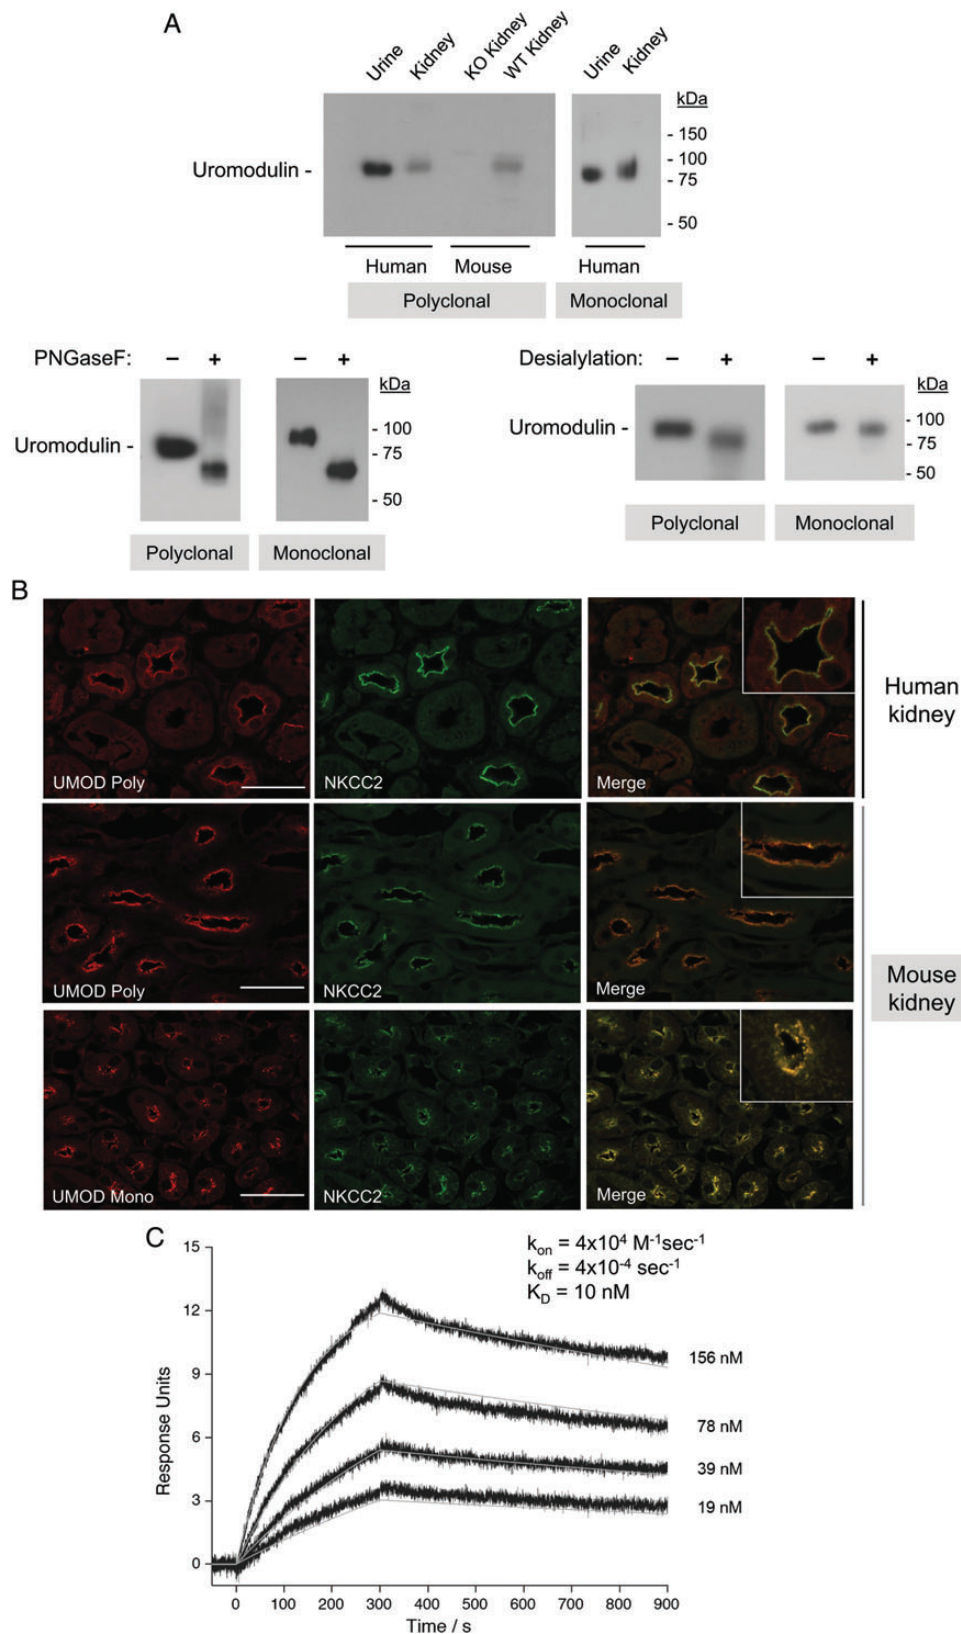 A
Urine
Kidney
KO Kidney
WT Kidney
Urine
Kidney
kDa
- 150
- 100
- 75
- 50
Uromodulin -
Human
Mouse
Human
Polyclonal
Monoclonal
PNGaseF: − + − +
kDa
- 100
- 75
- 50
Uromodulin -
Polyclonal
Monoclonal
Desialylation: − + − +
kDa
- 100
- 75
- 50
Uromodulin -
Polyclonal
Monoclonal
B
UMOD Poly
NKCC2
Merge
Human
kidney
UMOD Poly
NKCC2
Merge
Mouse
kidney
UMOD Mono
NKCC2
Merge
C
k_on = 4x10⁴ M⁻¹sec⁻¹
k_off = 4x10⁻⁴ sec⁻¹
K_D = 10 nM
Response Units
15
12
9
6
3
0
156 nM
78 nM
39 nM
19 nM
0 100 200 300 400 500 600 700 800 900
Time / s